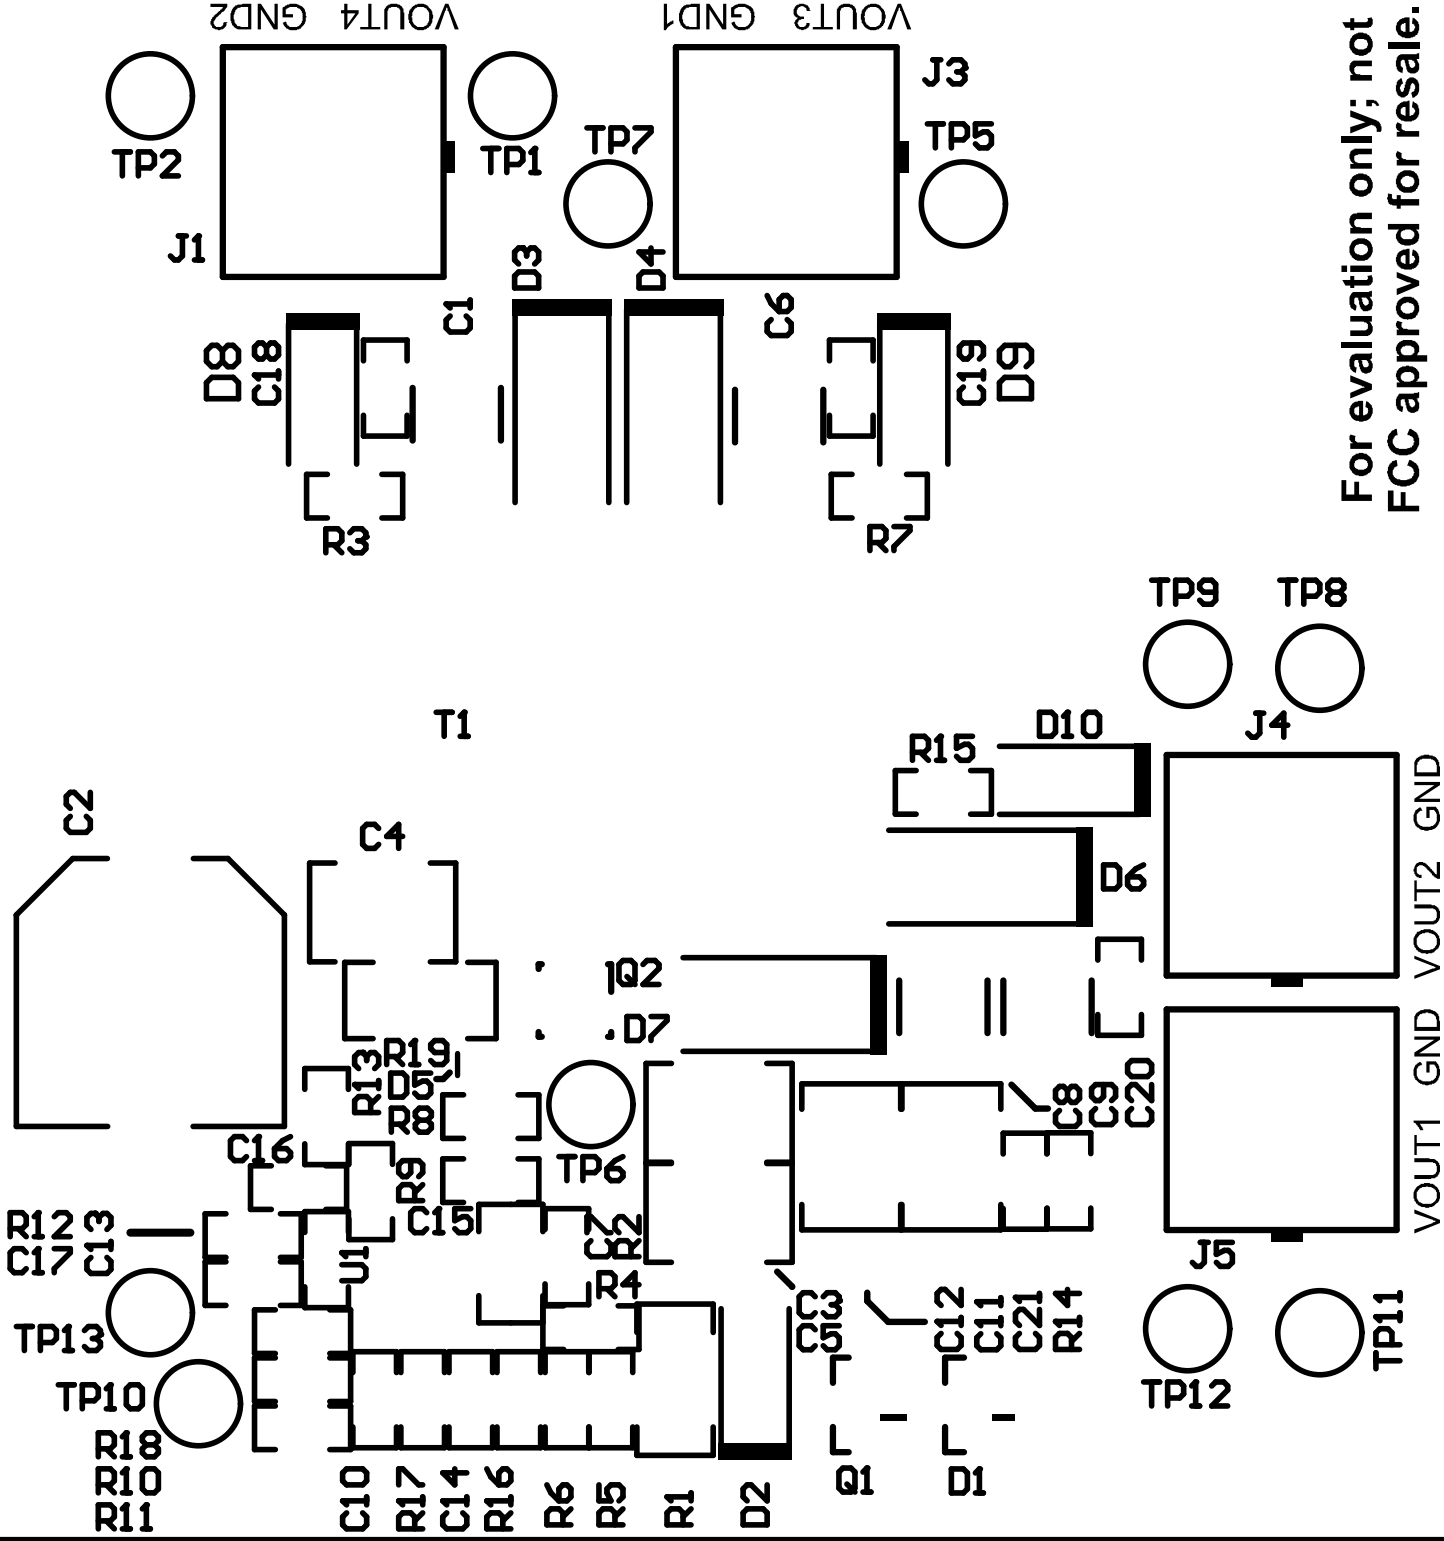 GND2 VOUT4
GND1 VOUT3
J3
TP2
TP1
TP7
TP5
J1
D3
D4
C1
C6
D8
C18
C19
D9
R3
R7
For evaluation only; not
FCC approved for resale.
TP9
TP8
T1
J4
D10
R15
C2
C4
D6
VOUT2 GND
Q2
D7
R19
R13
D5
R8
C16
R9
TP6
C8
C9
C20
VOUT1 GND
R12
C17
C13
C15
C7
R2
U1
R4
J5
TP13
C3
C5
C12
C11
C21
R14
TP11
TP12
TP10
R18
R10
R11
C10
R17
C14
R16
R6
R5
R1
D2
Q1
D1